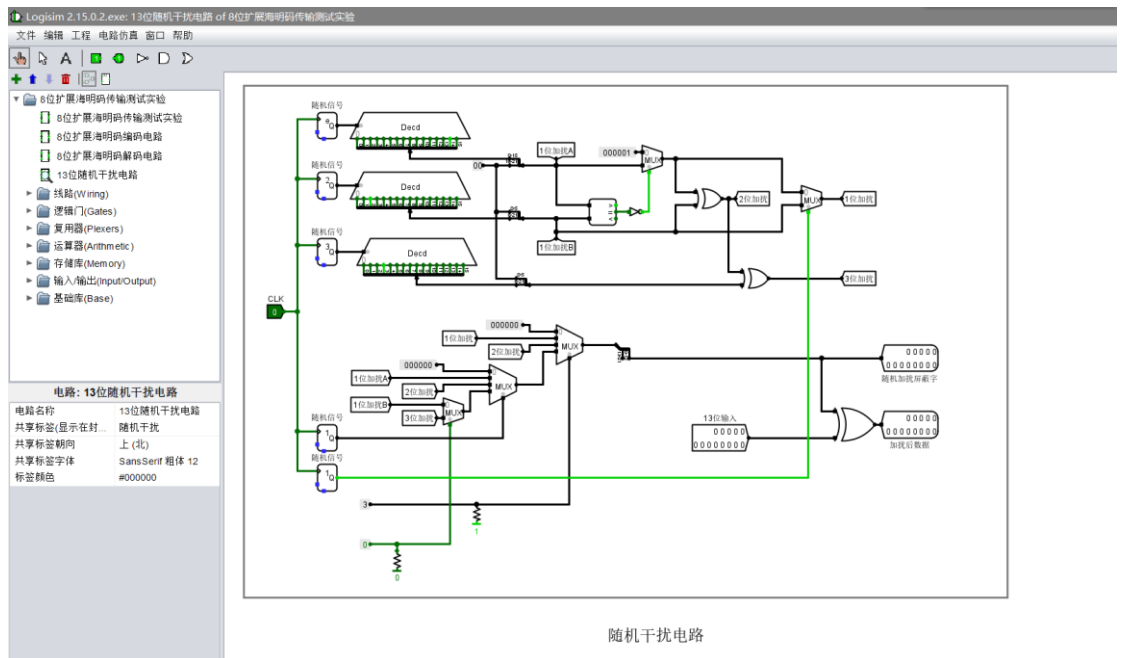 Logisim 2.15.0.2.exe: 13位随机干扰电路 of 8位扩展海明码传输测试实验
文件 编辑 工程 电路仿真 窗口 帮助
8位扩展海明码传输测试实验
8位扩展海明码传输测试实验
8位扩展海明码编码电路
8位扩展海明码解码电路
13位随机干扰电路
线路(Wiring)
逻辑门(Gates)
复用器(Plexers)
运算器(Arithmetic)
存储库(Memory)
输入/输出(Input/Output)
基础库(Base)
电路: 13位随机干扰电路
电路名称 13位随机干扰电路
共享标签(显示在封... 随机干扰
共享标签朝向 上 (北)
共享标签字体 SansSerif 粗体 12
标签颜色 #000000
随机信号
Decd
1位加扰A
000001
MUX
00
随机信号
2
Q
Decd
2位加扰
MUX
1位加扰
1位加扰B
随机信号
3
Q
Decd
3位加扰
CLK
0
000000
1位加扰
MUX
2位加扰
000000
1位加扰A
MUX
2位加扰
1位加扰B
MUX
3位加扰
00000
00000000
随机加扰屏蔽字
13位输入
00000
00000000
00000
00000000
加扰后数据
随机信号
1
Q
随机信号
1
Q
3
1
0
0
随机干扰电路